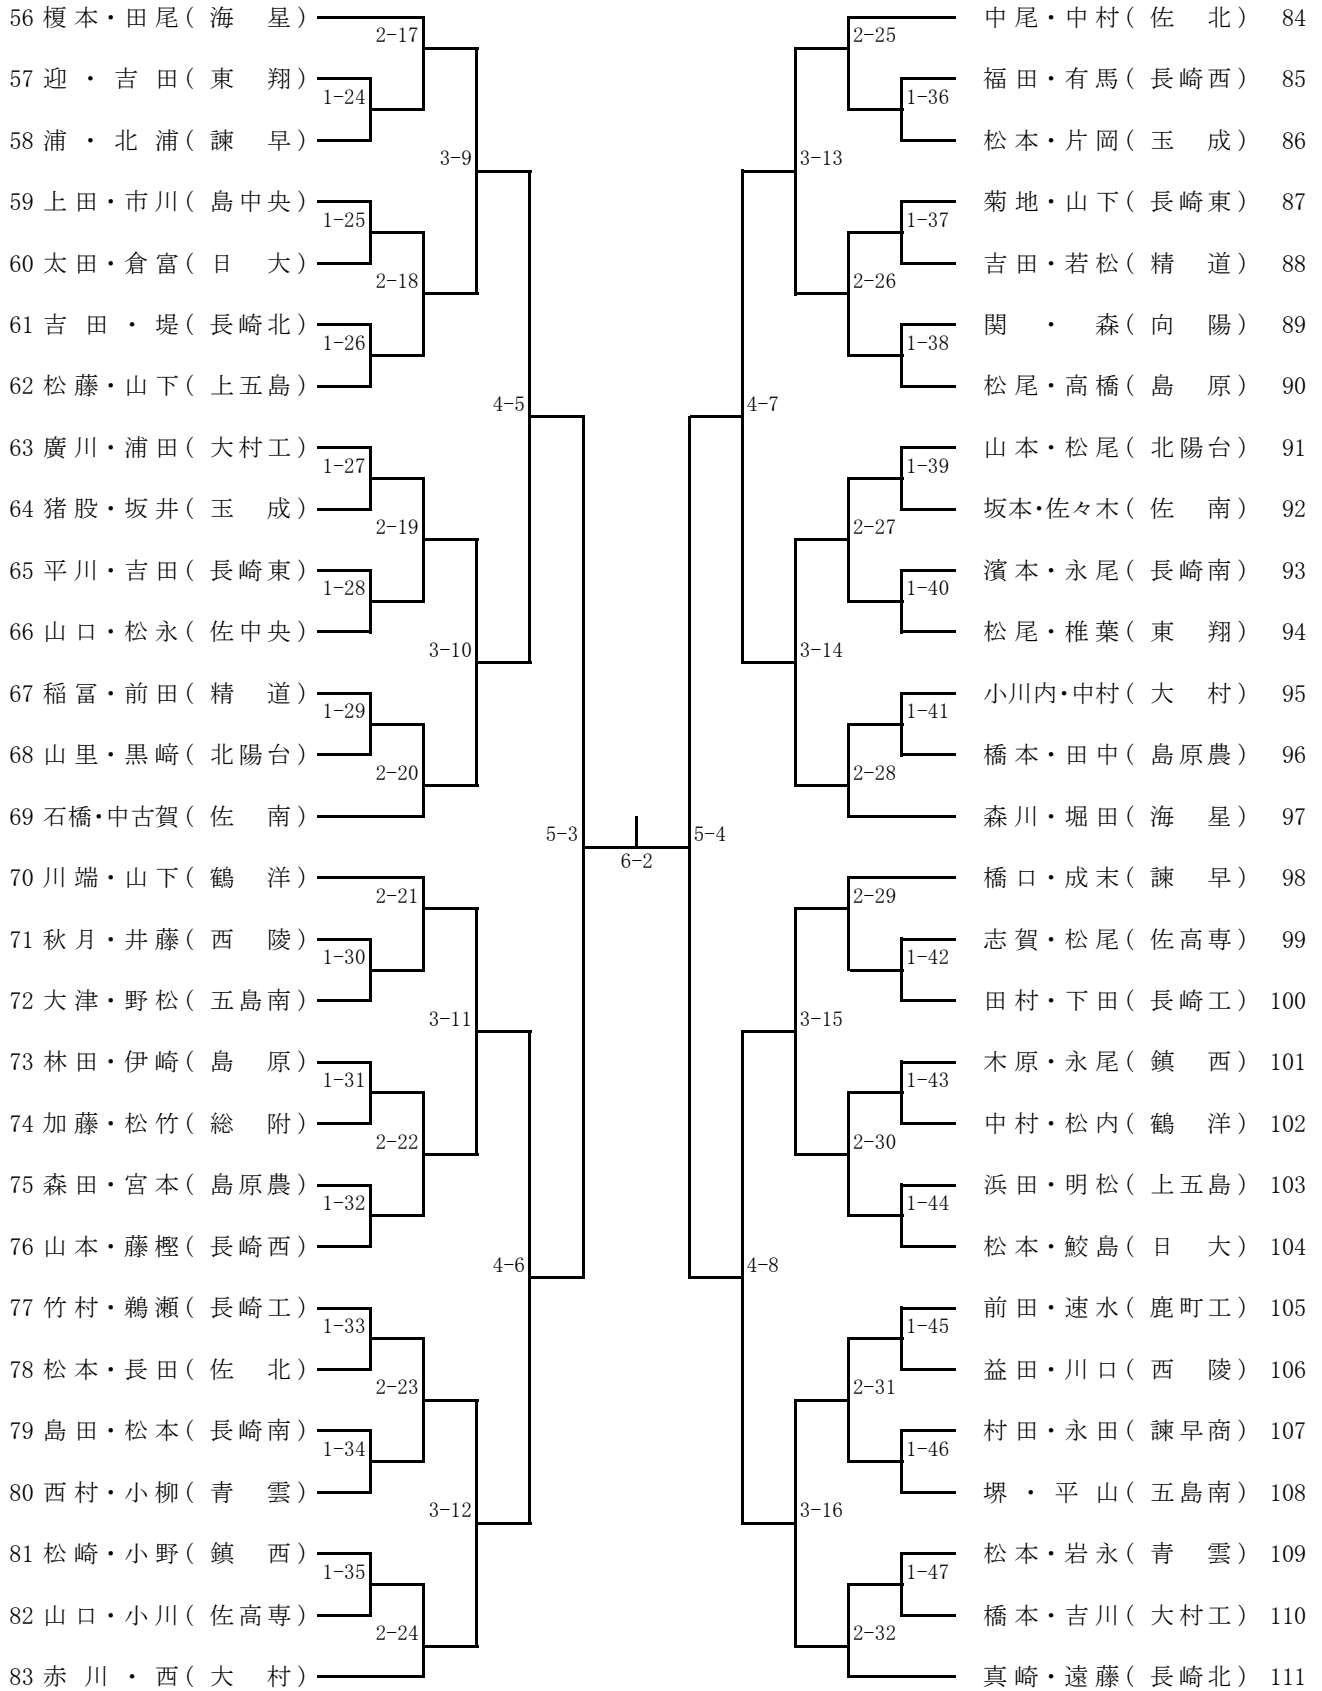 56 榎本・田尾( 海　星)
2-17
57 迎・吉田( 東　翔)
1-24
58 浦・北浦( 諫　早)
3-9
59 上田・市川( 島中央)
1-25
60 太田・倉富( 日　大)
2-18
61 吉田・堤( 長崎北)
1-26
62 松藤・山下( 上五島)
4-5
63 廣川・浦田( 大村工)
1-27
64 猪股・坂井( 玉　成)
2-19
65 平川・吉田( 長崎東)
1-28
66 山口・松永( 佐中央)
3-10
67 稲冨・前田( 精　道)
1-29
68 山里・黒﨑( 北陽台)
2-20
69 石橋・中古賀( 佐　南)
5-3
70 川端・山下( 鶴　洋)
2-21
71 秋月・井藤( 西　陵)
1-30
72 大津・野松( 五島南)
3-11
73 林田・伊崎( 島　原)
1-31
74 加藤・松竹( 総　附)
2-22
75 森田・宮本( 島原農)
1-32
76 山本・藤樫( 長崎西)
4-6
77 竹村・鵜瀬( 長崎工)
1-33
78 松本・長田( 佐　北)
2-23
79 島田・松本( 長崎南)
1-34
80 西村・小柳( 青　雲)
3-12
81 松崎・小野( 鎮　西)
1-35
82 山口・小川( 佐高専)
2-24
83 赤川・西( 大　村)
6-2
中尾・中村( 佐　北) 84
2-25
福田・有馬( 長崎西) 85
1-36
松本・片岡( 玉　成) 86
3-13
菊地・山下( 長崎東) 87
1-37
吉田・若松( 精　道) 88
2-26
関・森( 向　陽) 89
1-38
松尾・高橋( 島　原) 90
4-7
山本・松尾( 北陽台) 91
1-39
坂本・佐々木( 佐　南) 92
2-27
濱本・永尾( 長崎南) 93
1-40
松尾・椎葉( 東　翔) 94
3-14
小川内・中村( 大　村) 95
1-41
橋本・田中( 島原農) 96
2-28
森川・堀田( 海　星) 97
5-4
橋口・成末( 諫　早) 98
2-29
志賀・松尾( 佐高専) 99
1-42
田村・下田( 長崎工) 100
3-15
木原・永尾( 鎮　西) 101
1-43
中村・松内( 鶴　洋) 102
2-30
浜田・明松( 上五島) 103
1-44
松本・鮫島( 日　大) 104
4-8
前田・速水( 鹿町工) 105
1-45
益田・川口( 西　陵) 106
2-31
村田・永田( 諫早商) 107
1-46
堺・平山( 五島南) 108
3-16
松本・岩永( 青　雲) 109
1-47
橋本・吉川( 大村工) 110
2-32
真崎・遠藤( 長崎北) 111